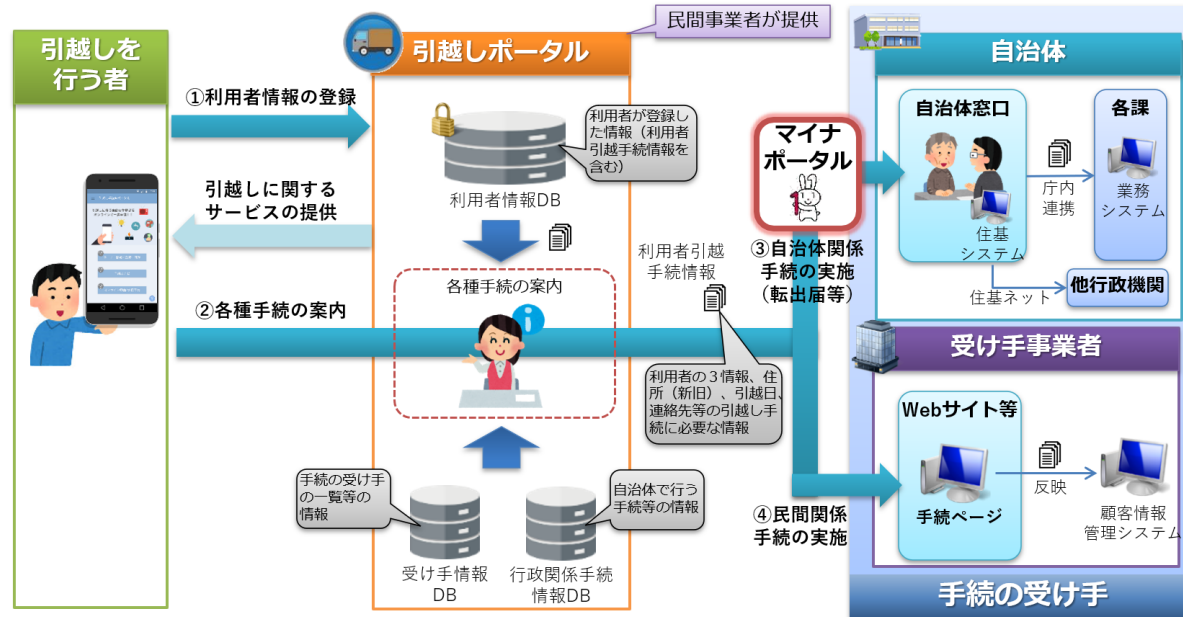 引越しを
行う者
①利用者情報の登録
引越しに関する
サービスの提供
②各種手続の案内
民間事業者が提供
引越しポータル
利用者が登録し
た情報（利用者
引越手続情報を
含む）
利用者情報DB
各種手続の案内
手続の受け手
の一覧等の
情報
自治体で行う
手続等の情報
受け手情報
DB
行政関係手続
情報DB
利用者引越
手続情報
利用者の３情報、住
所（新旧）、引越日、
連絡先等の引越し手
続に必要な情報
マイナ
ポータル
③自治体関係
手続の実施
（転出届等）
④民間関係
手続の実施
自治体
自治体窓口
住基
システム
庁内
連携
各課
業務
システム
住基ネット
他行政機関
受け手事業者
Webサイト等
手続ページ
反映
顧客情報
管理システム
手続の受け手